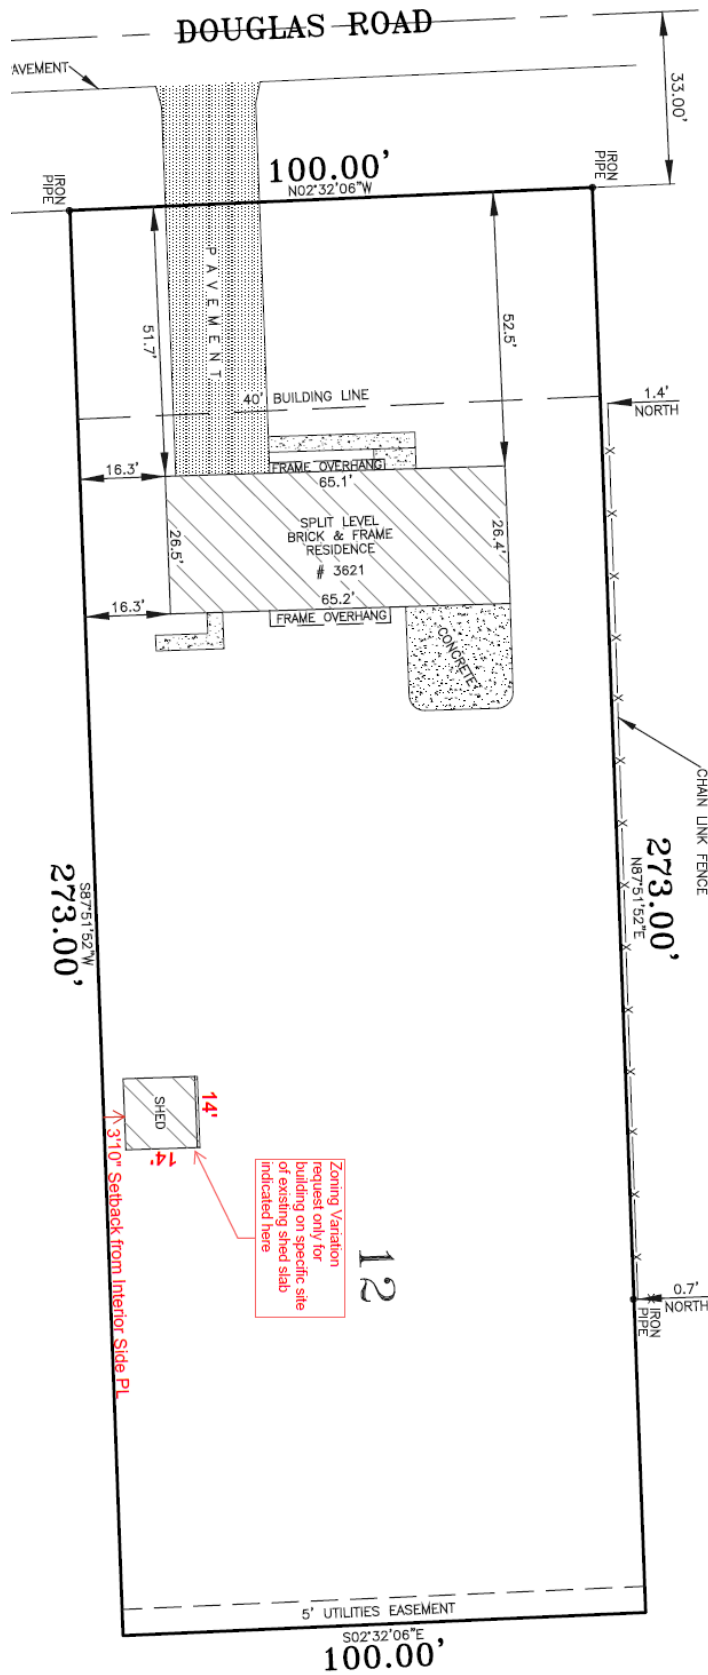 DOUGLAS ROAD
AVEMENT
33.00'
100.00'
N02°32'06"W
IRON
PIPE
IRON
PIPE
PAVEMENT
51.7'
52.5'
40' BUILDING LINE
1.4'
NORTH
FRAME OVERHANG
16.3'
65.1'
SPLIT LEVEL
BRICK & FRAME
RESIDENCE
# 3621
26.5'
26.4'
65.2'
16.3'
FRAME OVERHANG
CONCRETE
CHAIN LINK FENCE
273.00'
N87°51'52"E
S87°51'52"W
273.00'
SHED
14'
14'
3'10" Setback from Interior Side PL
Zoning Variation
request only for
building on specific site
of existing shed slab
indicated here
12
0.7'
NORTH
IRON
PIPE
5' UTILITIES EASEMENT
S02°32'06"E
100.00'